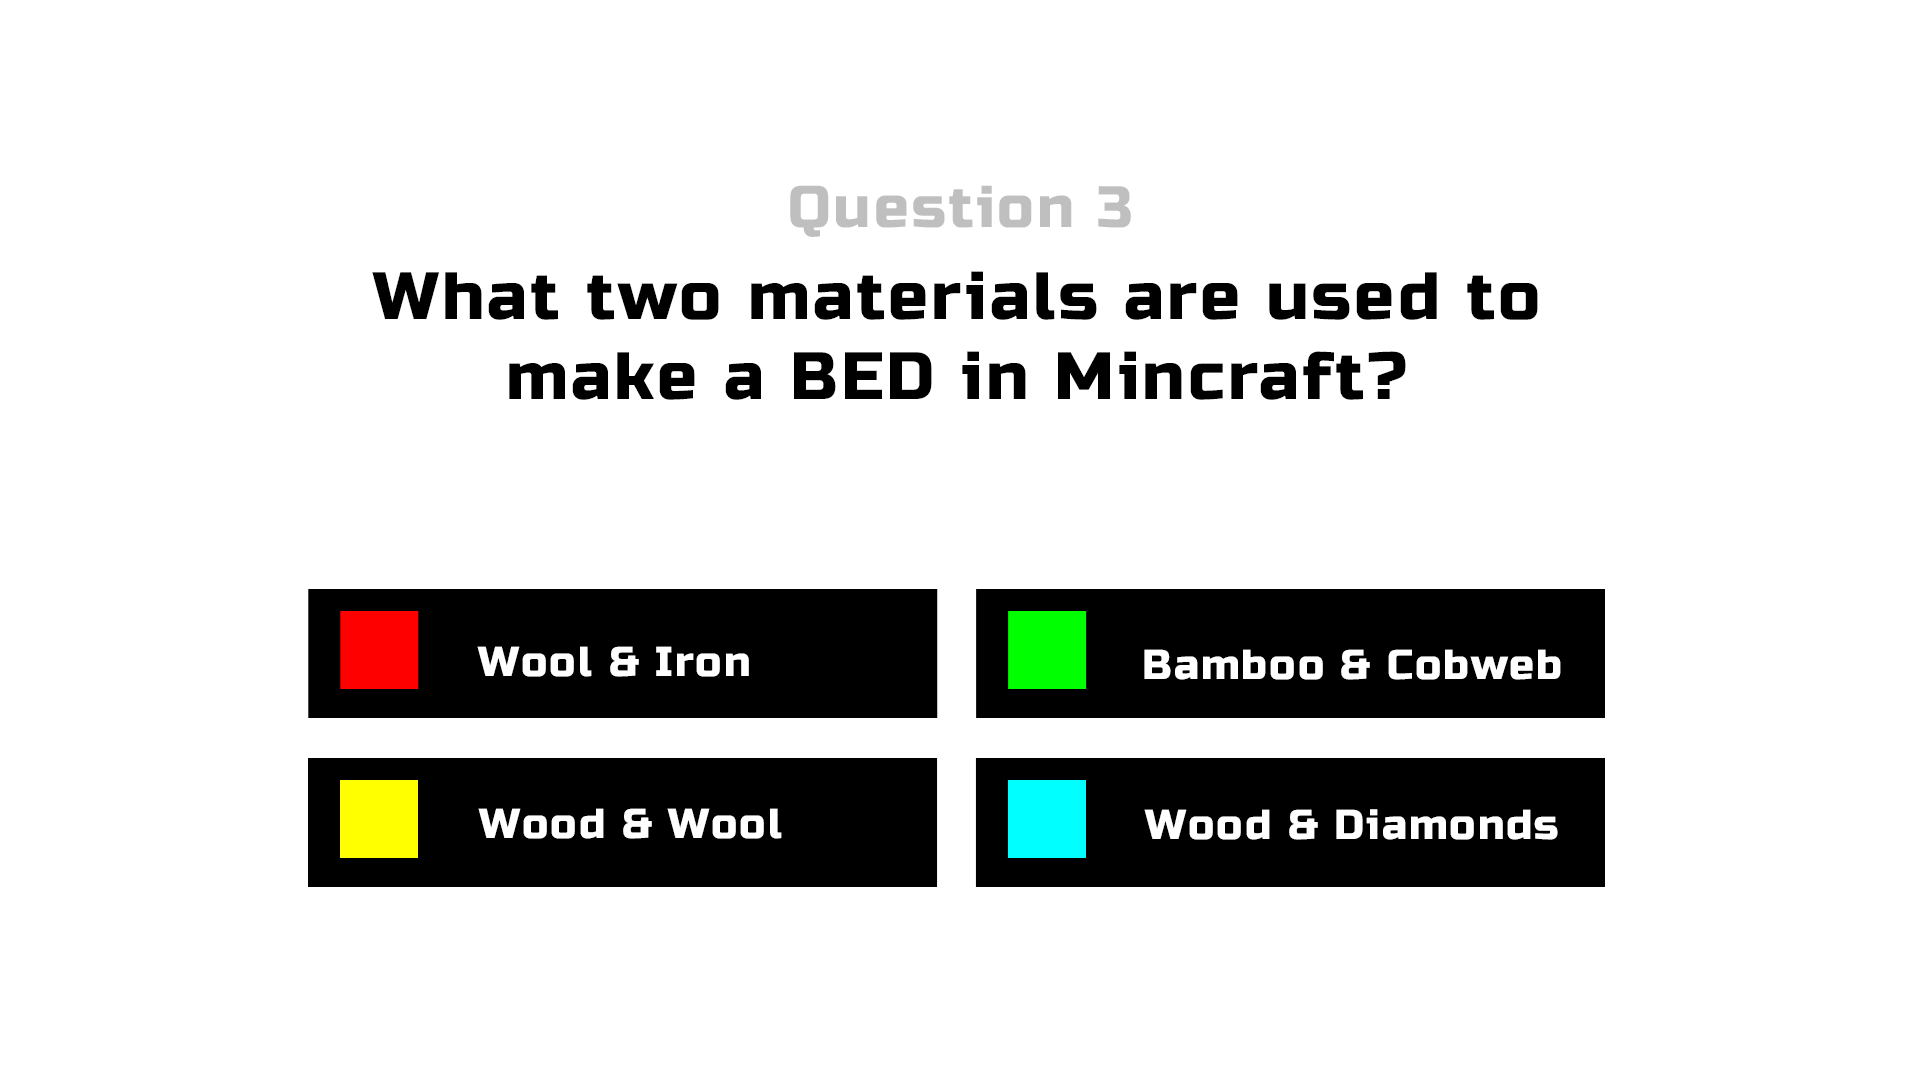 Question 3
What two materials are used to
make a BED in Mincraft?
Wool & Iron
Bamboo & Cobweb
Wood & Wool
Wood & Diamonds